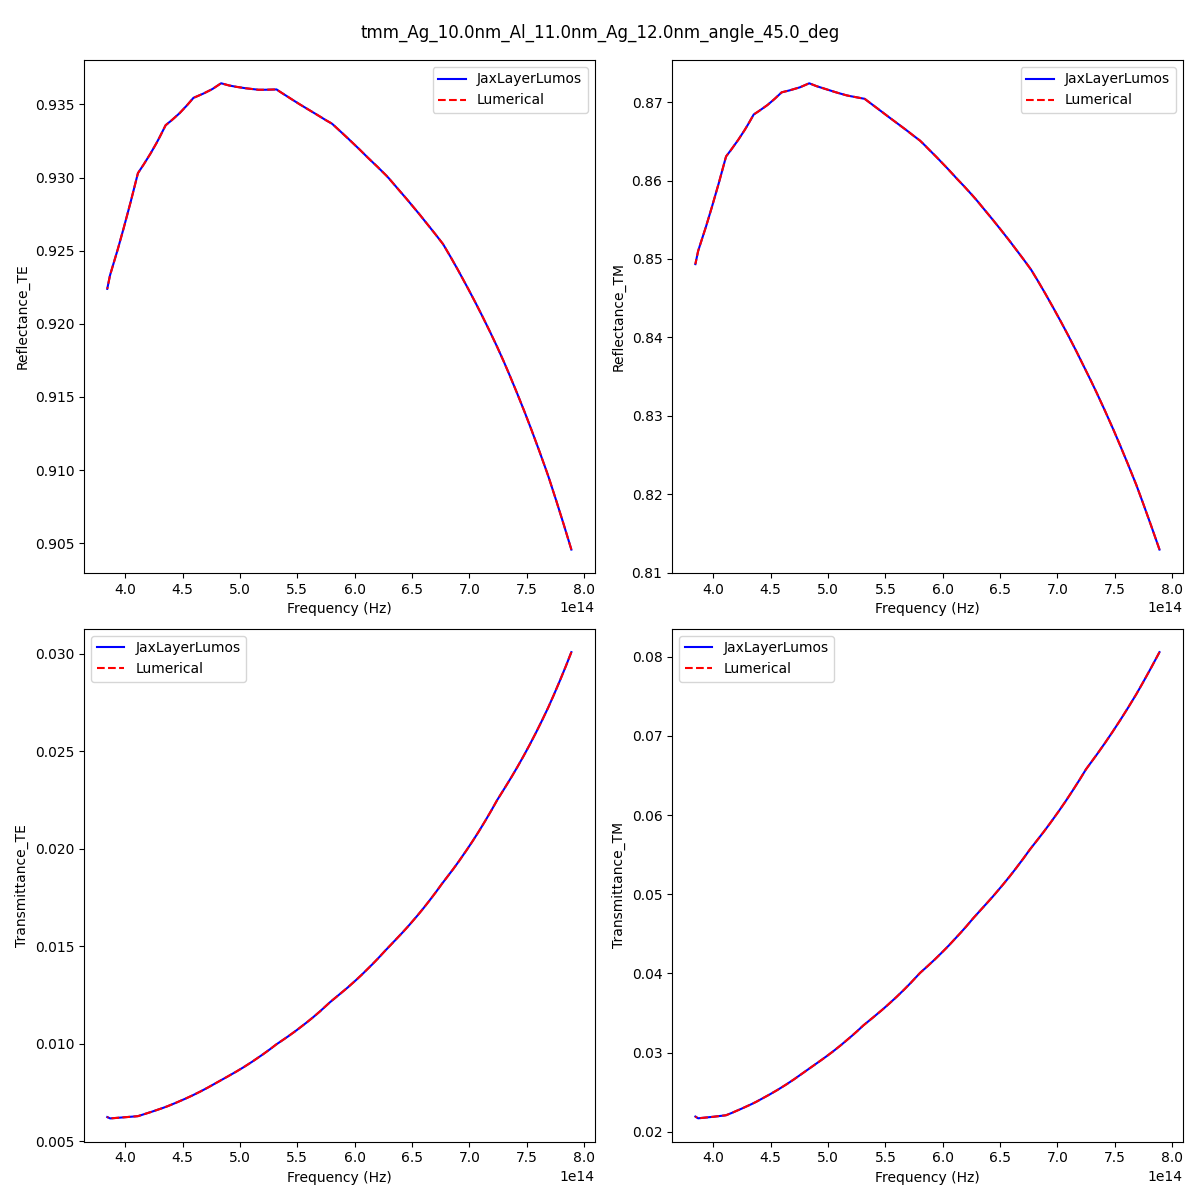 tmm_Ag_10.0nm_Al_11.0nm_Ag_12.0nm_angle_45.0_deg
JaxLayerLumos
Lumerical
Reflectance_TE
0.935
0.930
0.925
0.920
0.915
0.910
0.905
4.0 4.5 5.0 5.5 6.0 6.5 7.0 7.5 8.0
Frequency (Hz)
1e14
JaxLayerLumos
Lumerical
Reflectance_TM
0.87
0.86
0.85
0.84
0.83
0.82
0.81
4.0 4.5 5.0 5.5 6.0 6.5 7.0 7.5 8.0
Frequency (Hz)
1e14
JaxLayerLumos
Lumerical
Transmittance_TE
0.030
0.025
0.020
0.015
0.010
0.005
4.0 4.5 5.0 5.5 6.0 6.5 7.0 7.5 8.0
Frequency (Hz)
1e14
JaxLayerLumos
Lumerical
Transmittance_TM
0.08
0.07
0.06
0.05
0.04
0.03
0.02
4.0 4.5 5.0 5.5 6.0 6.5 7.0 7.5 8.0
Frequency (Hz)
1e14